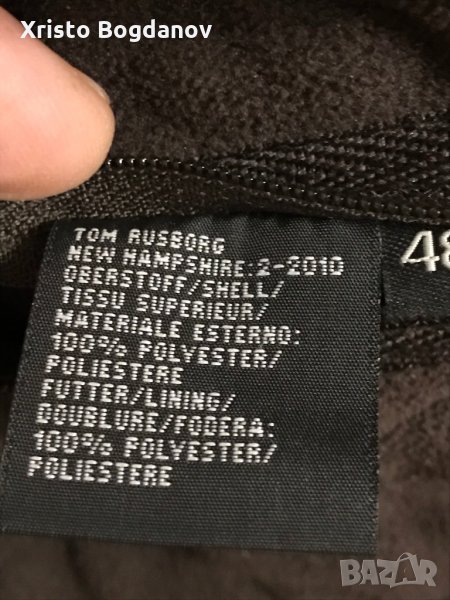 Xristo Bogdanov
TOM RUSBORG
NEW HAMPSHIRE:2-2010
OBERSTOFF/SHELL/
TISSU SUPERIEUR/
MATERIALE ESTERNO:
100% POLYESTER/
POLIESTERE
FUTTER/LINING/
DOUBLURE/FODERA:
100% POLYESTER/
POLIESTERE
48
BAZAR